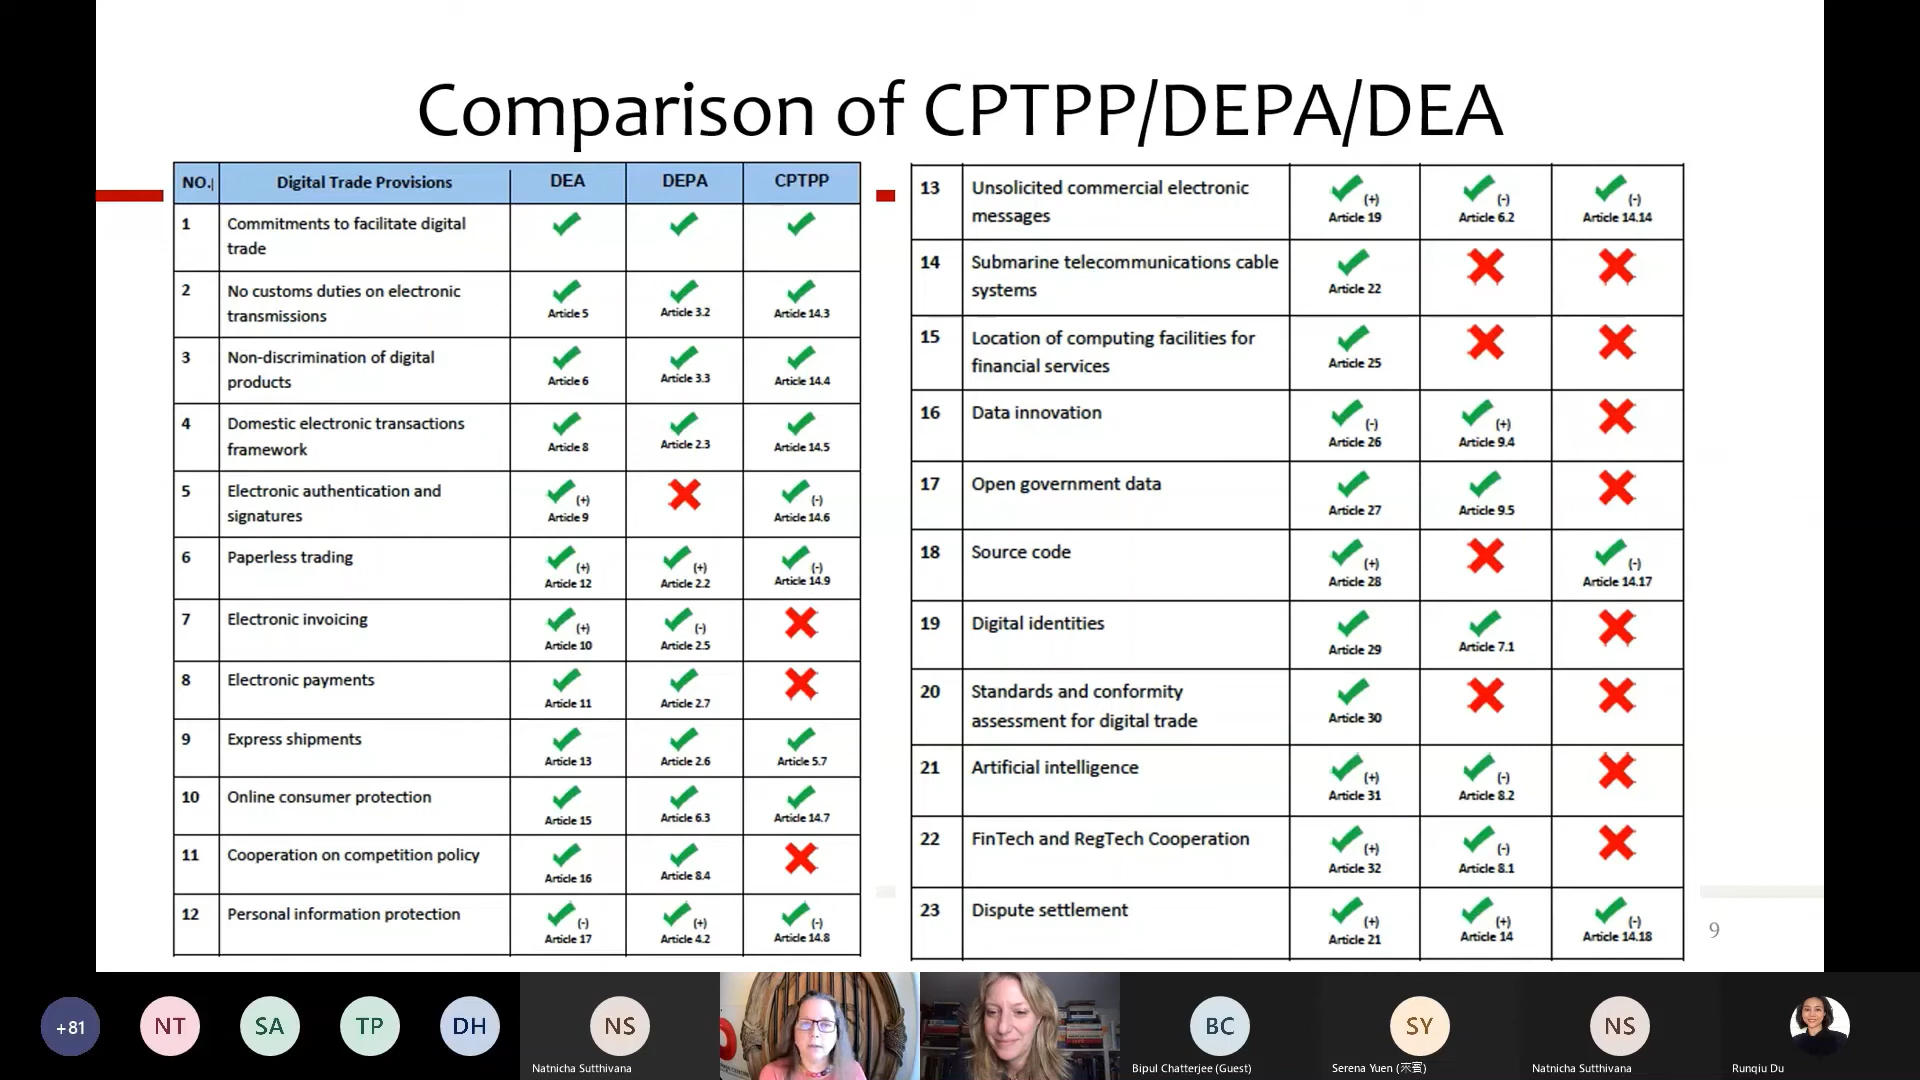 Comparison of CPTPP/DEPA/DEA
NO. Digital Trade Provisions DEA DEPA CPTPP
1 Commitments to facilitate digital
trade
2 No customs duties on electronic
transmissions
Article 5 Article 3.2 Article 14.3
3 Non-discrimination of digital
products
Article 6 Article 3.3 Article 14.4
4 Domestic electronic transactions
framework
Article 8 Article 2.3 Article 14.5
5 Electronic authentication and
signatures
(+) (-)
Article 9 Article 14.6
6 Paperless trading
(+) (+) (-)
Article 12 Article 2.2 Article 14.9
7 Electronic invoicing
(+) (-)
Article 10 Article 2.5
8 Electronic payments
Article 11 Article 2.7
9 Express shipments
Article 13 Article 2.6 Article 5.7
10 Online consumer protection
Article 15 Article 6.3 Article 14.7
11 Cooperation on competition policy
Article 16 Article 8.4
12 Personal information protection
(-) (+) (-)
Article 17 Article 4.2 Article 14.8
13 Unsolicited commercial electronic
messages
(+) (-) (-)
Article 19 Article 6.2 Article 14.14
14 Submarine telecommunications cable
systems
Article 22
15 Location of computing facilities for
financial services
Article 25
16 Data innovation
(-) (+)
Article 26 Article 9.4
17 Open government data
Article 27 Article 9.5
18 Source code
(+) (-)
Article 28 Article 14.17
19 Digital identities
Article 29 Article 7.1
20 Standards and conformity
assessment for digital trade
Article 30
21 Artificial intelligence
(+) (-)
Article 31 Article 8.2
22 FinTech and RegTech Cooperation
(+) (-)
Article 32 Article 8.1
23 Dispute settlement
(+) (+) (-)
Article 21 Article 14 Article 14.18
9
+81 NT SA TP DH NS BC SY NS
Natnicha Sutthivana Bipul Chatterjee (Guest) Serena Yuen Natnicha Sutthivana Runqiu Du